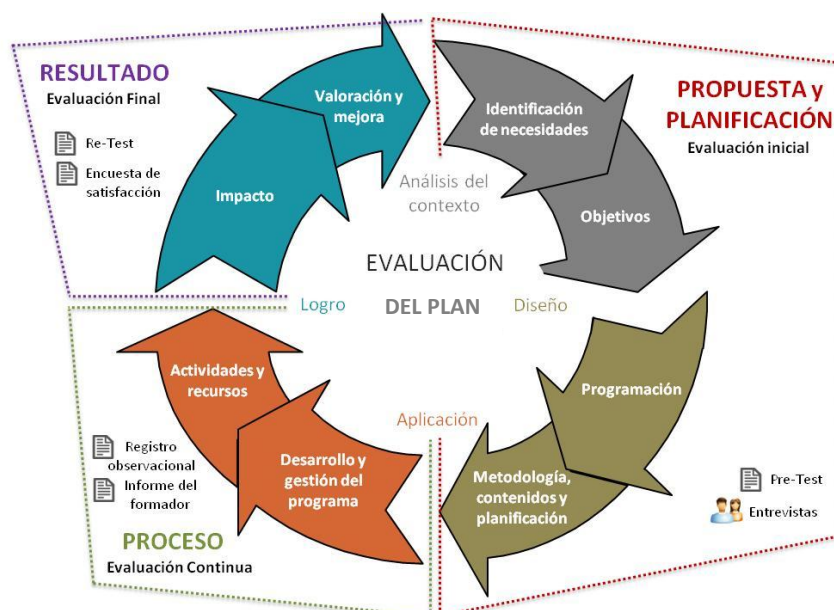 RESULTADO
Evaluación Final
Re-Test
Encuesta de
satisfacción
Valoración y
mejora
Impacto
Identificación
de necesidades
Objetivos
PROPUESTA y
PLANIFICACIÓN
Evaluación inicial
Análisis del
contexto
EVALUACIÓN
DEL PLAN
Logro
Diseño
Aplicación
Programación
Metodología,
contenidos y
planificación
Pre-Test
Entrevistas
Actividades y
recursos
Desarrollo y
gestión del
programa
Registro
observacional
Informe del
formador
PROCESO
Evaluación Continua